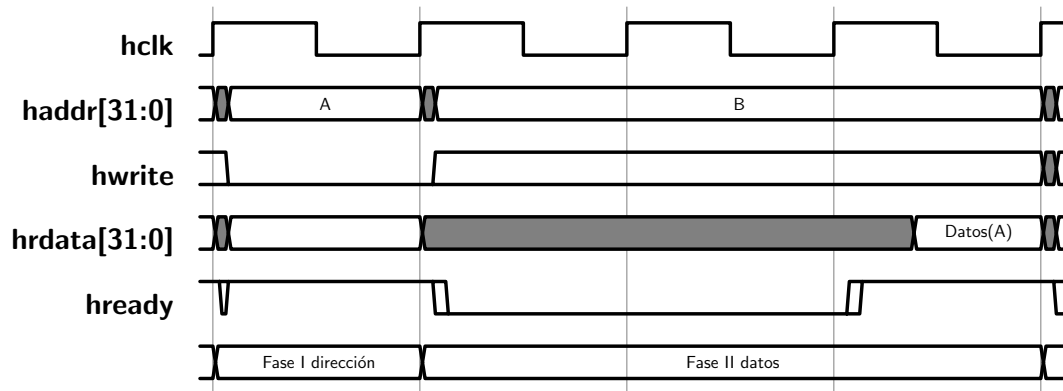 hclk
haddr[31:0]
A
B
hwrite
hrdata[31:0]
Datos(A)
hready
Fase I dirección
Fase II datos